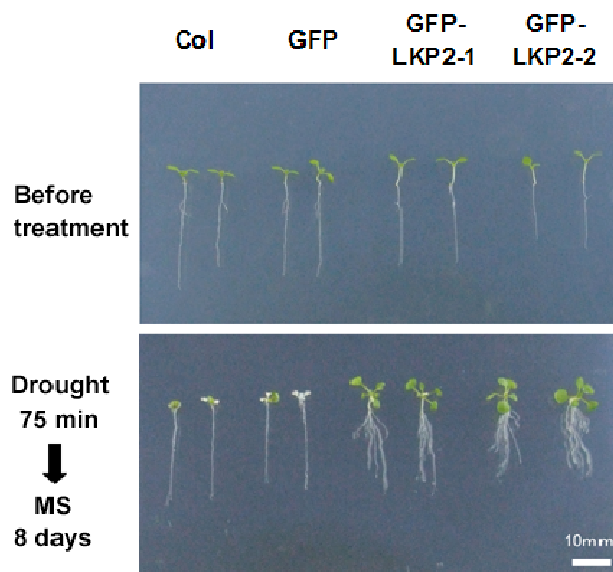 Col GFP GFP-LKP2-1 GFP-LKP2-2
Before
treatment
Drought
75 min
MS
8 days
10mm